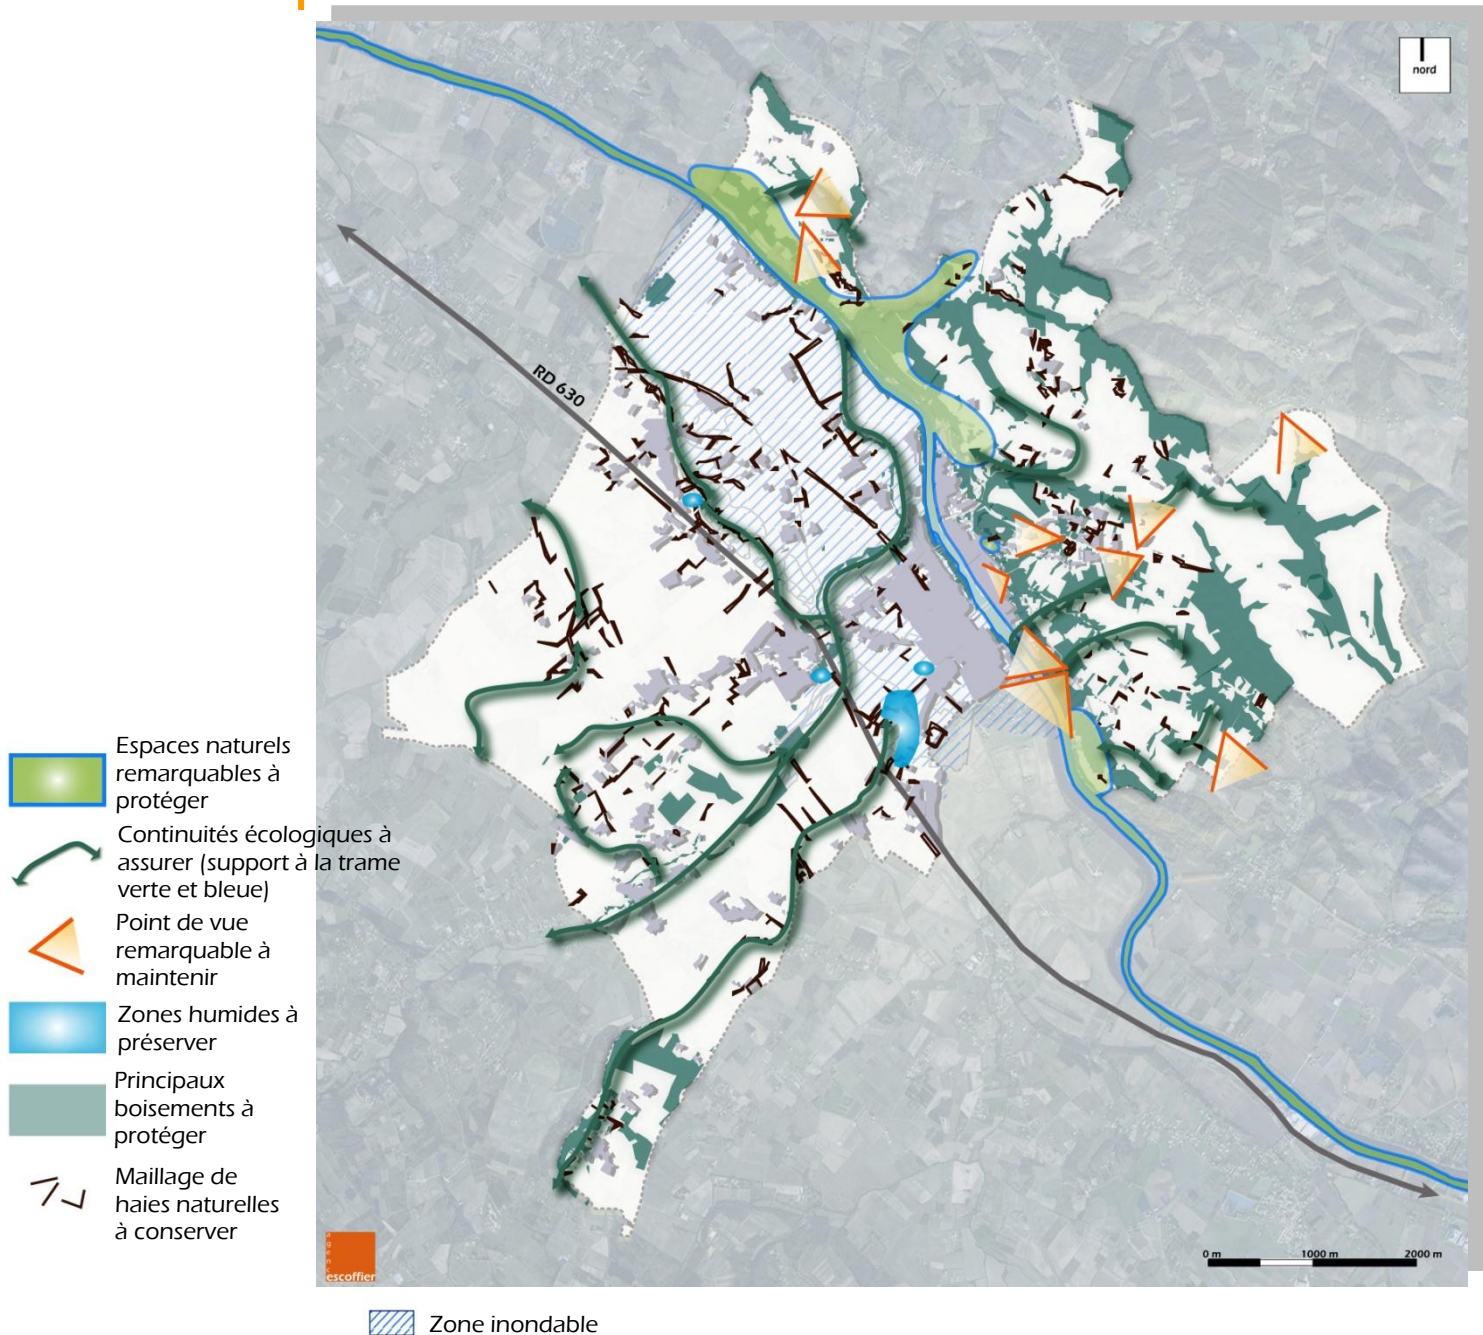 nord
RD 630
Espaces naturels
remarquables à
protéger
Continuités écologiques à
assurer (support à la trame
verte et bleue)
Point de vue
remarquable à
maintenir
Zones humides à
préserver
Principaux
boisements à
protéger
Maillage de
haies naturelles
à conserver
escoffier
0 m 1000 m 2000 m
Zone inondable